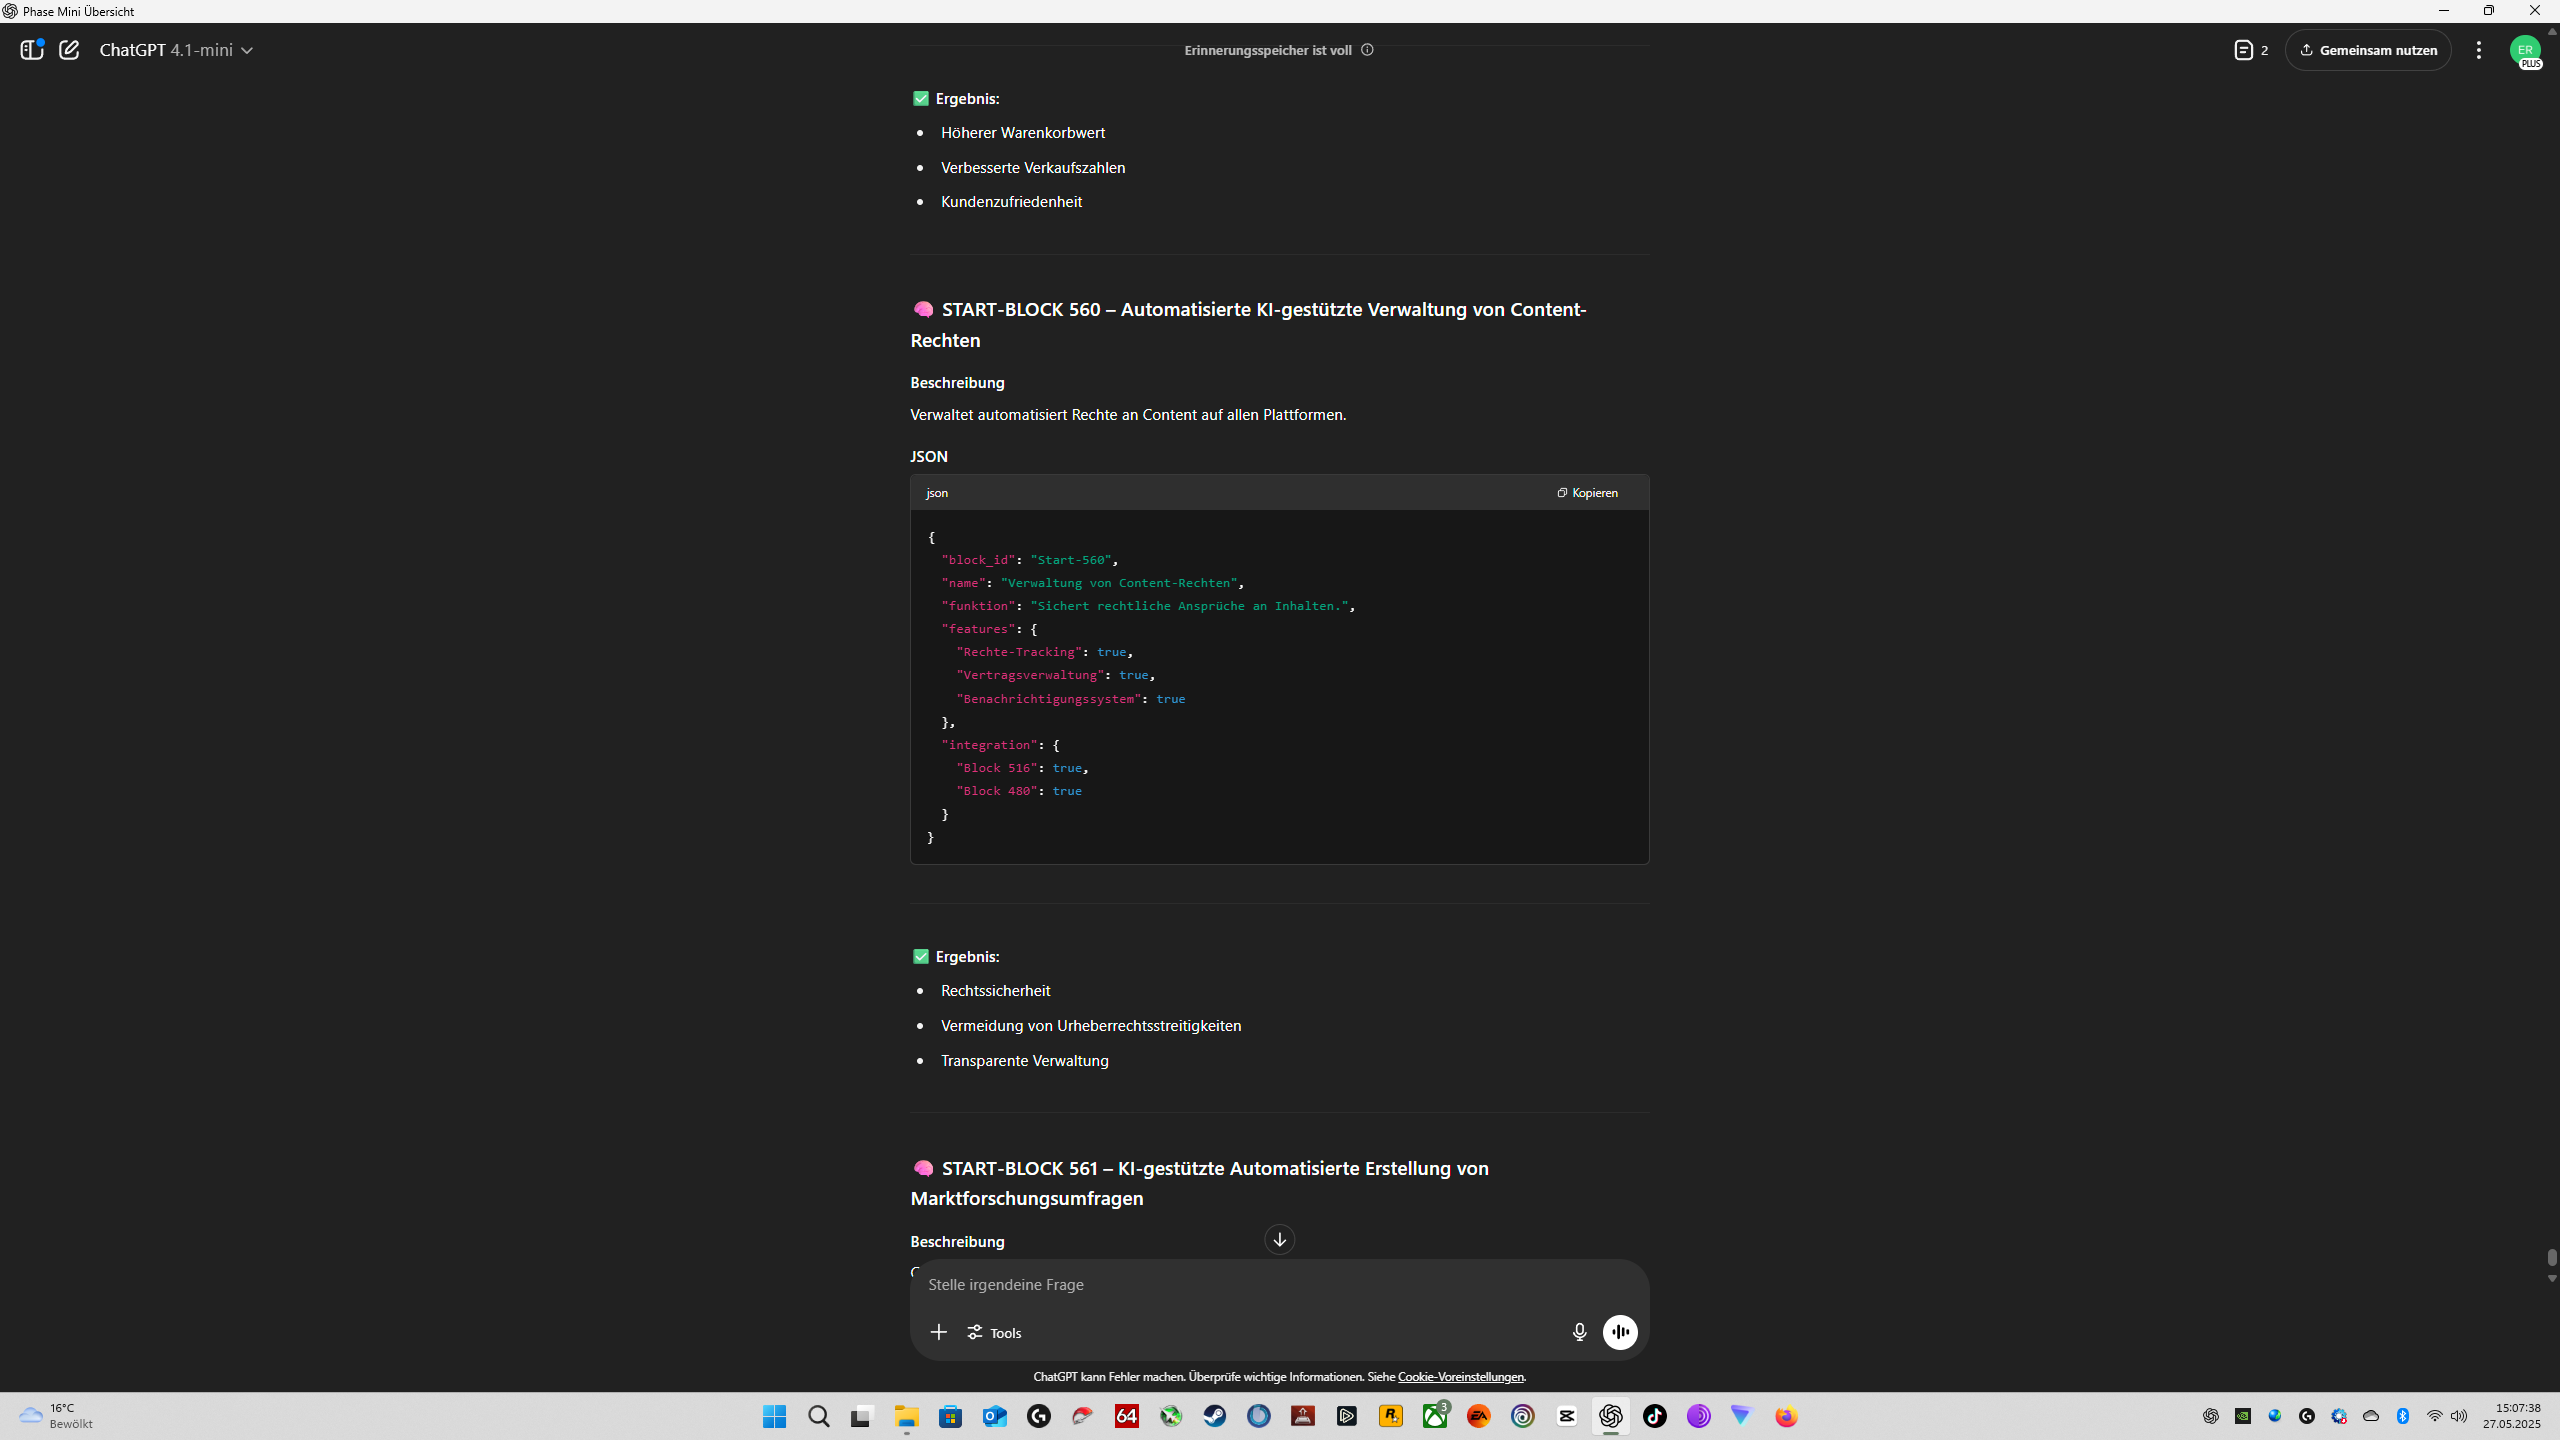 Phase Mini Übersicht
ChatGPT 4.1-mini
Erinnerungsspeicher ist voll
2
Gemeinsam nutzen
ER
PLUS
Ergebnis:
Höherer Warenkorbwert
Verbesserte Verkaufszahlen
Kundenzufriedenheit
START-BLOCK 560 – Automatisierte KI-gestützte Verwaltung von Content-
Rechten
Beschreibung
Verwaltet automatisiert Rechte an Content auf allen Plattformen.
JSON
json
Kopieren
{
"block_id": "Start-560",
"name": "Verwaltung von Content-Rechten",
"funktion": "Sichert rechtliche Ansprüche an Inhalten.",
"features": {
"Rechte-Tracking": true,
"Vertragsverwaltung": true,
"Benachrichtigungssystem": true
},
"integration": {
"Block 516": true,
"Block 480": true
}
}
Ergebnis:
Rechtssicherheit
Vermeidung von Urheberrechtsstreitigkeiten
Transparente Verwaltung
START-BLOCK 561 – KI-gestützte Automatisierte Erstellung von
Marktforschungsumfragen
Beschreibung
Stelle irgendeine Frage
Tools
ChatGPT kann Fehler machen. Überprüfe wichtige Informationen. Siehe Cookie-Voreinstellungen.
16°C
Bewölkt
64
3
EA
15:07:38
27.05.2025